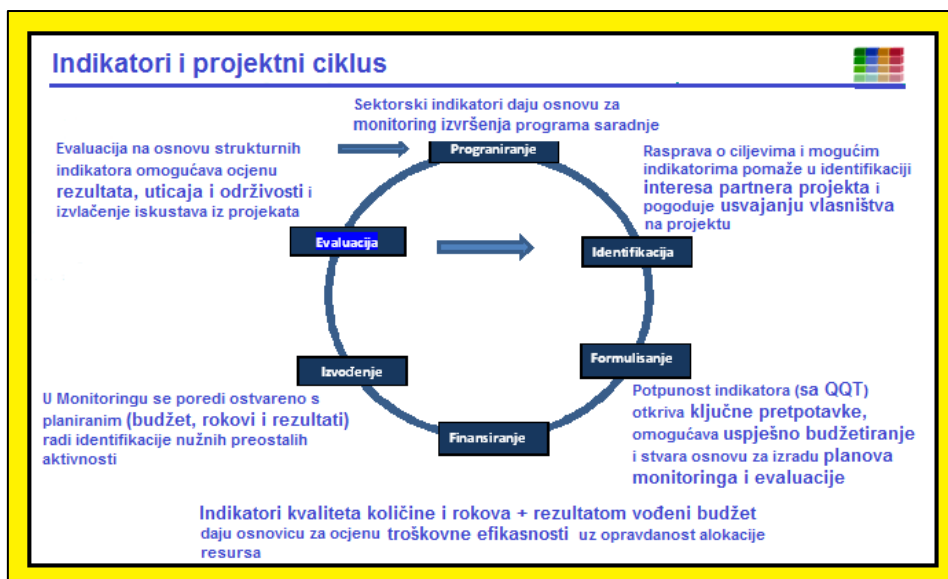 Indikatori i projektni ciklus
Sektorski indikatori daju osnovu za
monitoring izvršenja programa saradnje
Prograniranje
Evaluacija na osnovu strukturnih
indikatora omogućava ocjenu
rezultata, uticaja i održivosti i
izvlačenje iskustava iz projekata
Rasprava o ciljevima i mogućim
indikatorima pomaže u identifikaciji
interesa partnera projekta i
pogoduje usvajanju vlasništva
na projektu
Evaluacija
Identifikacija
Izvođenje
Formulisanje
U Monitoringu se poredi ostvareno s
planiranim (budžet, rokovi i rezultati)
radi identifikacije nužnih preostalih
aktivnosti
Finansiranje
Potpunost indikatora (sa QQT)
otkriva ključne pretpotavke,
omogućava uspješno budžetiranje
i stvara osnovu za izradu planova
monitoringa i evaluacije
Indikatori kvaliteta količine i rokova + rezultatom vođeni budžet
daju osnovicu za ocjenu troškovne efikasnosti uz opravdanost alokacije
resursa